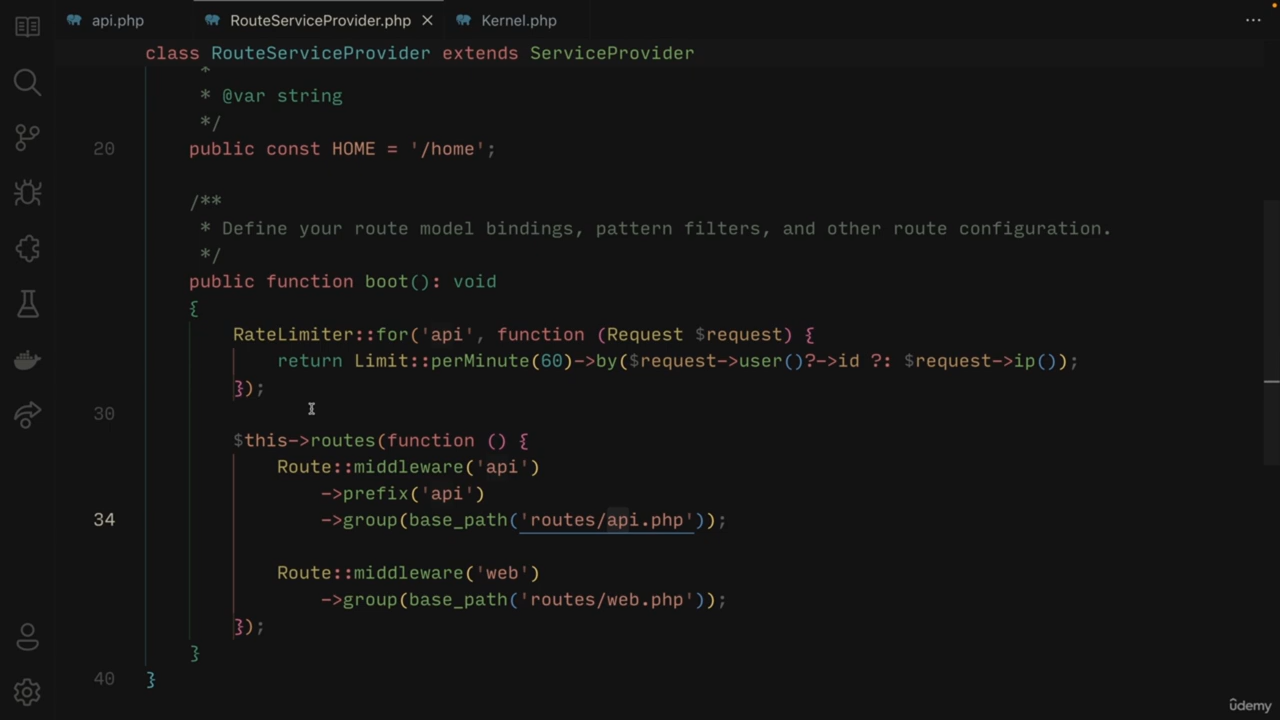 api.php RouteServiceProvider.php Kernel.php
class RouteServiceProvider extends ServiceProvider
*
* @var string
*/
20 public const HOME = '/home';
/**
* Define your route model bindings, pattern filters, and other route configuration.
*/
public function boot(): void
{
RateLimiter::for('api', function (Request $request) {
return Limit::perMinute(60)->by($request->user()?->id ?: $request->ip());
});
30
$this->routes(function () {
Route::middleware('api')
->prefix('api')
34 ->group(base_path('routes/api.php'));
Route::middleware('web')
->group(base_path('routes/web.php'));
});
}
40 }
ûdemy